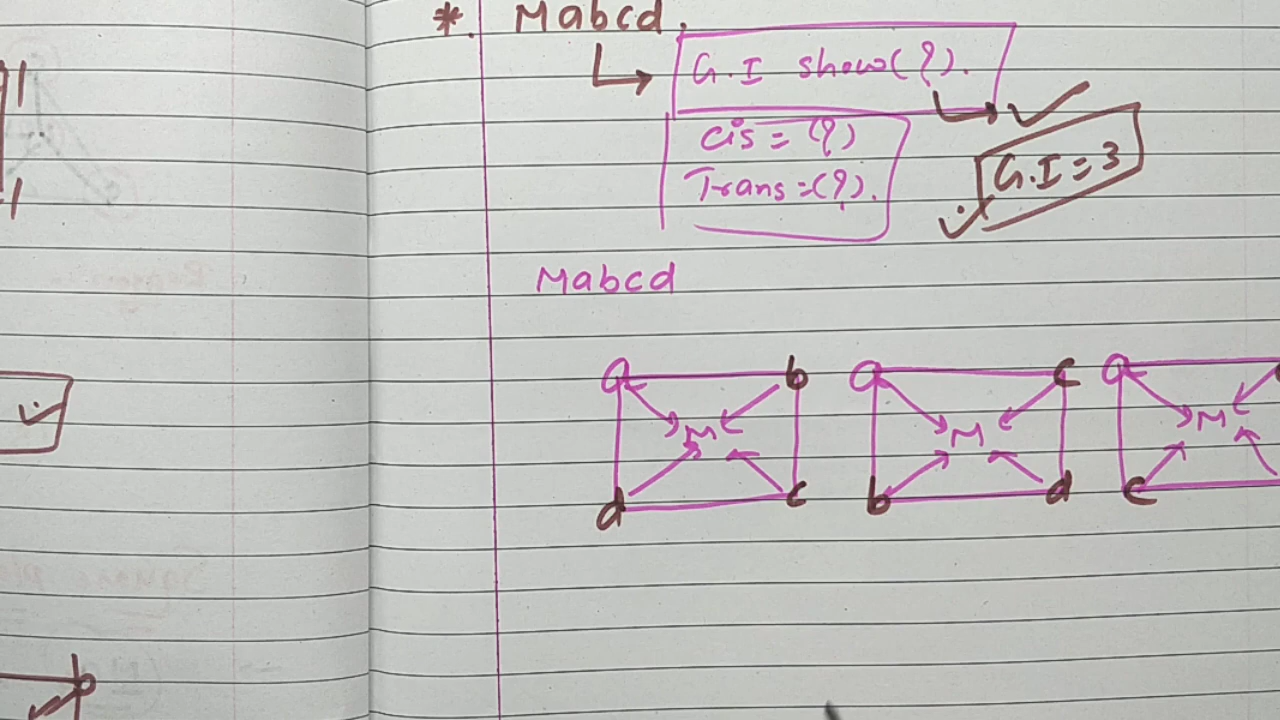 *. Mabcd.
G.I show(?).
cis = (?)
Trans = (?).
G.I = 3
Mabcd
a b a c a
M M M
d c b d c